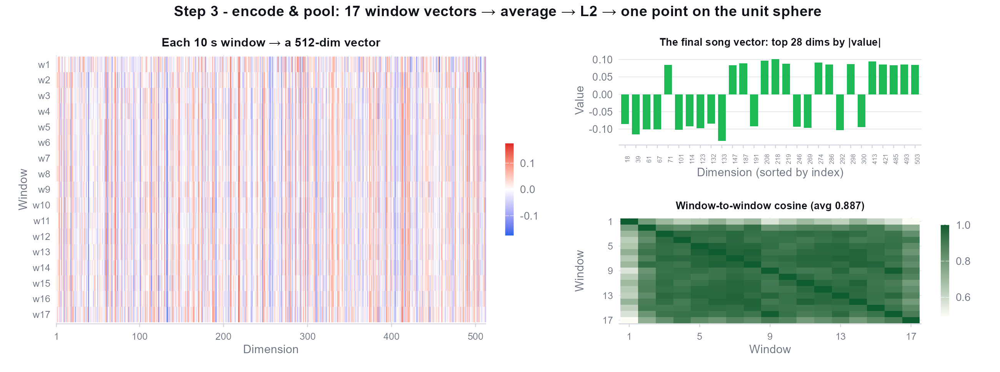 Step 3 - encode & pool: 17 window vectors → average → L2 → one point on the unit sphere
Each 10 s window → a 512-dim vector
Window
w1
w2
w3
w4
w5
w6
w7
w8
w9
w10
w11
w12
w13
w14
w15
w16
w17
1 100 200 300 400 500
Dimension
0.1
0.0
-0.1
The final song vector: top 28 dims by |value|
Value
0.10
0.05
0.00
-0.05
-0.10
18 39 61 67 71 101 114 123 132 133 147 187 191 208 218 219 246 269 274 286 292 298 300 413 421 485 493 503
Dimension (sorted by index)
Window-to-window cosine (avg 0.887)
Window
1
5
9
13
17
1 5 9 13 17
Window
1.0
0.8
0.6